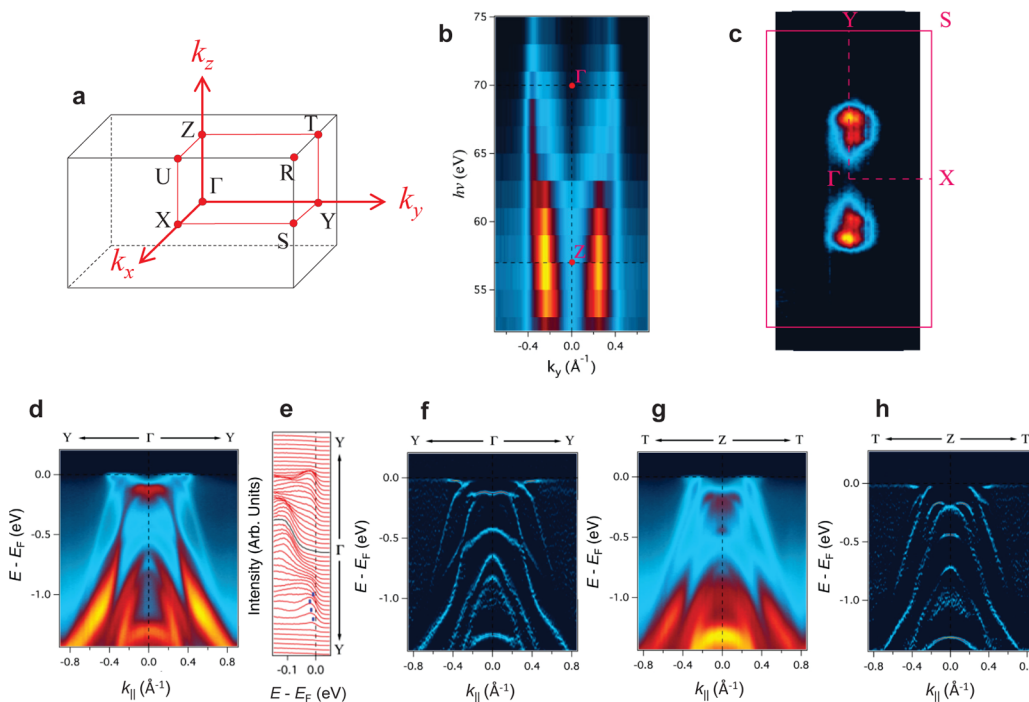 a
k_z
Z
T
U
R
Γ
k_y
X
Y
S
k_x
b
hν (eV)
75
70
65
60
55
Γ
Z
-0.4
0.0
0.4
k_y (Å⁻¹)
c
Y
S
Γ
X
d
Y Γ Y
E - E_F (eV)
0.0
-0.5
-1.0
-0.8 -0.4 0.0 0.4 0.8
k_|| (Å⁻¹)
e
Intensity (Arb. Units)
Y
Γ
Y
-0.1 0.0
E - E_F (eV)
f
Y Γ Y
E - E_F (eV)
0.0
-0.5
-1.0
-0.8 -0.4 0.0 0.4 0.8
k_|| (Å⁻¹)
g
T Z T
E - E_F (eV)
0.0
-0.5
-1.0
-0.8 -0.4 0.0 0.4 0.8
k_|| (Å⁻¹)
h
T Z T
E - E_F (eV)
0.0
-0.5
-1.0
-0.8 -0.4 0.0 0.4 0.8
k_|| (Å⁻¹)